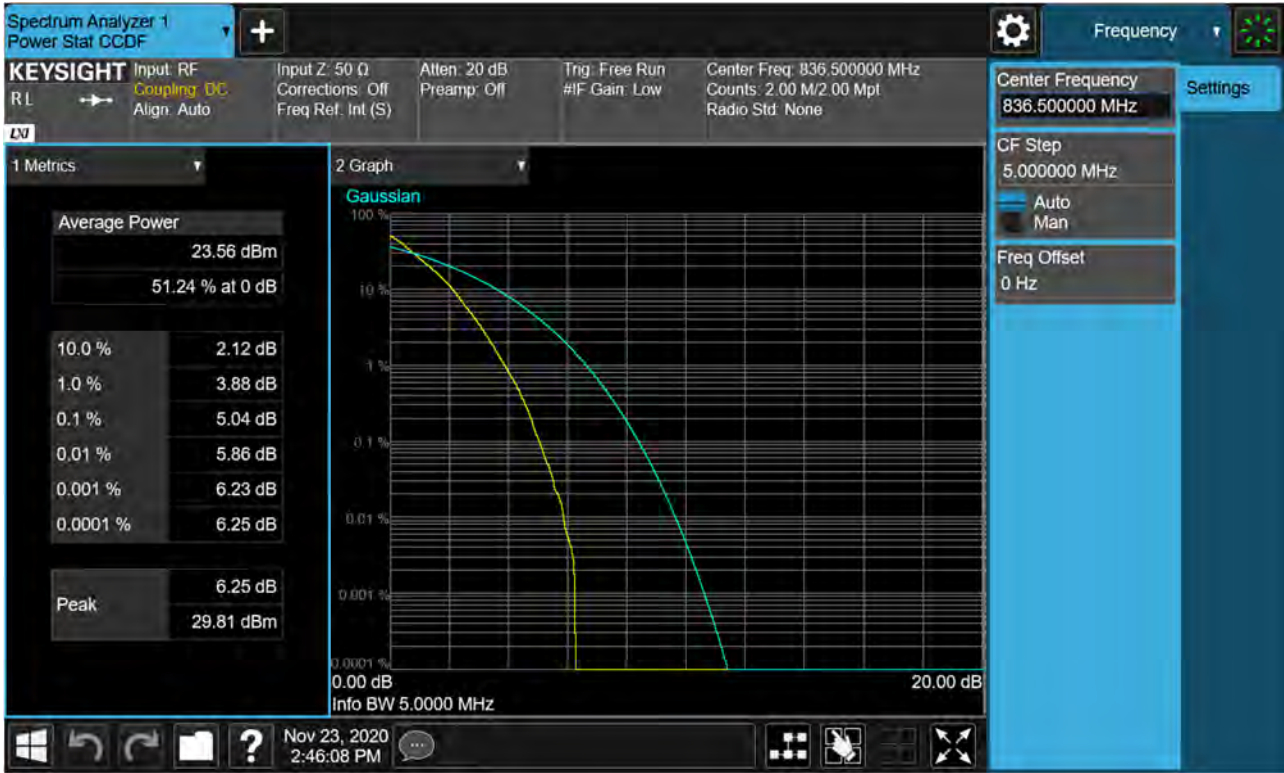 Spectrum Analyzer 1
Power Stat CCDF
+
Frequency
KEYSIGHT
R L
LXI
Input: RF
Coupling: DC
Align: Auto
Input Z: 50 Ω
Corrections: Off
Freq Ref: Int (S)
Atten: 20 dB
Preamp: Off
Trig: Free Run
#IF Gain: Low
Center Freq: 836.500000 MHz
Counts: 2.00 M/2.00 Mpt
Radio Std: None
Center Frequency
836.500000 MHz
Settings
CF Step
5.000000 MHz
Auto
Man
Freq Offset
0 Hz
1 Metrics
Average Power
23.56 dBm
51.24 % at 0 dB
10.0 % 2.12 dB
1.0 % 3.88 dB
0.1 % 5.04 dB
0.01 % 5.86 dB
0.001 % 6.23 dB
0.0001 % 6.25 dB
Peak
6.25 dB
29.81 dBm
2 Graph
Gaussian
100 %
10 %
1 %
0.1 %
0.01 %
0.001 %
0.0001 %
0.00 dB
20.00 dB
Info BW 5.0000 MHz
?
Nov 23, 2020
2:46:08 PM